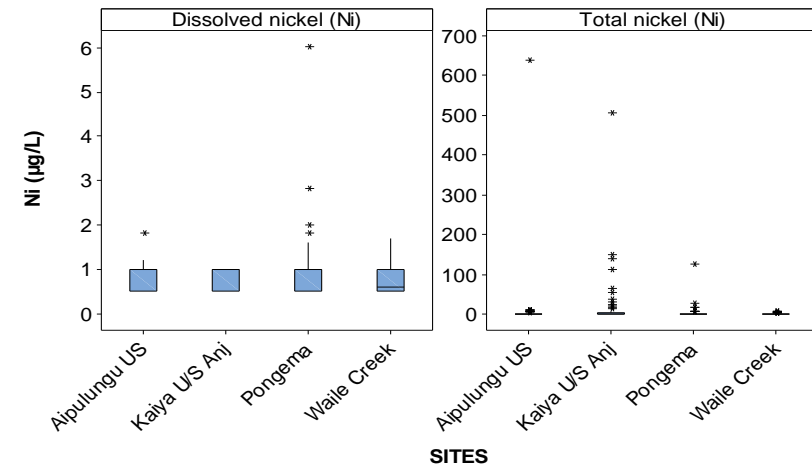 Dissolved nickel (Ni)
Total nickel (Ni)
Ni (µg/L)
6
5
4
3
2
1
0
700
600
500
400
300
200
100
0
Aipulungu US
Kaiya U/S Anj
Pongema
Waile Creek
Aipulungu US
Kaiya U/S Anj
Pongema
Waile Creek
SITES